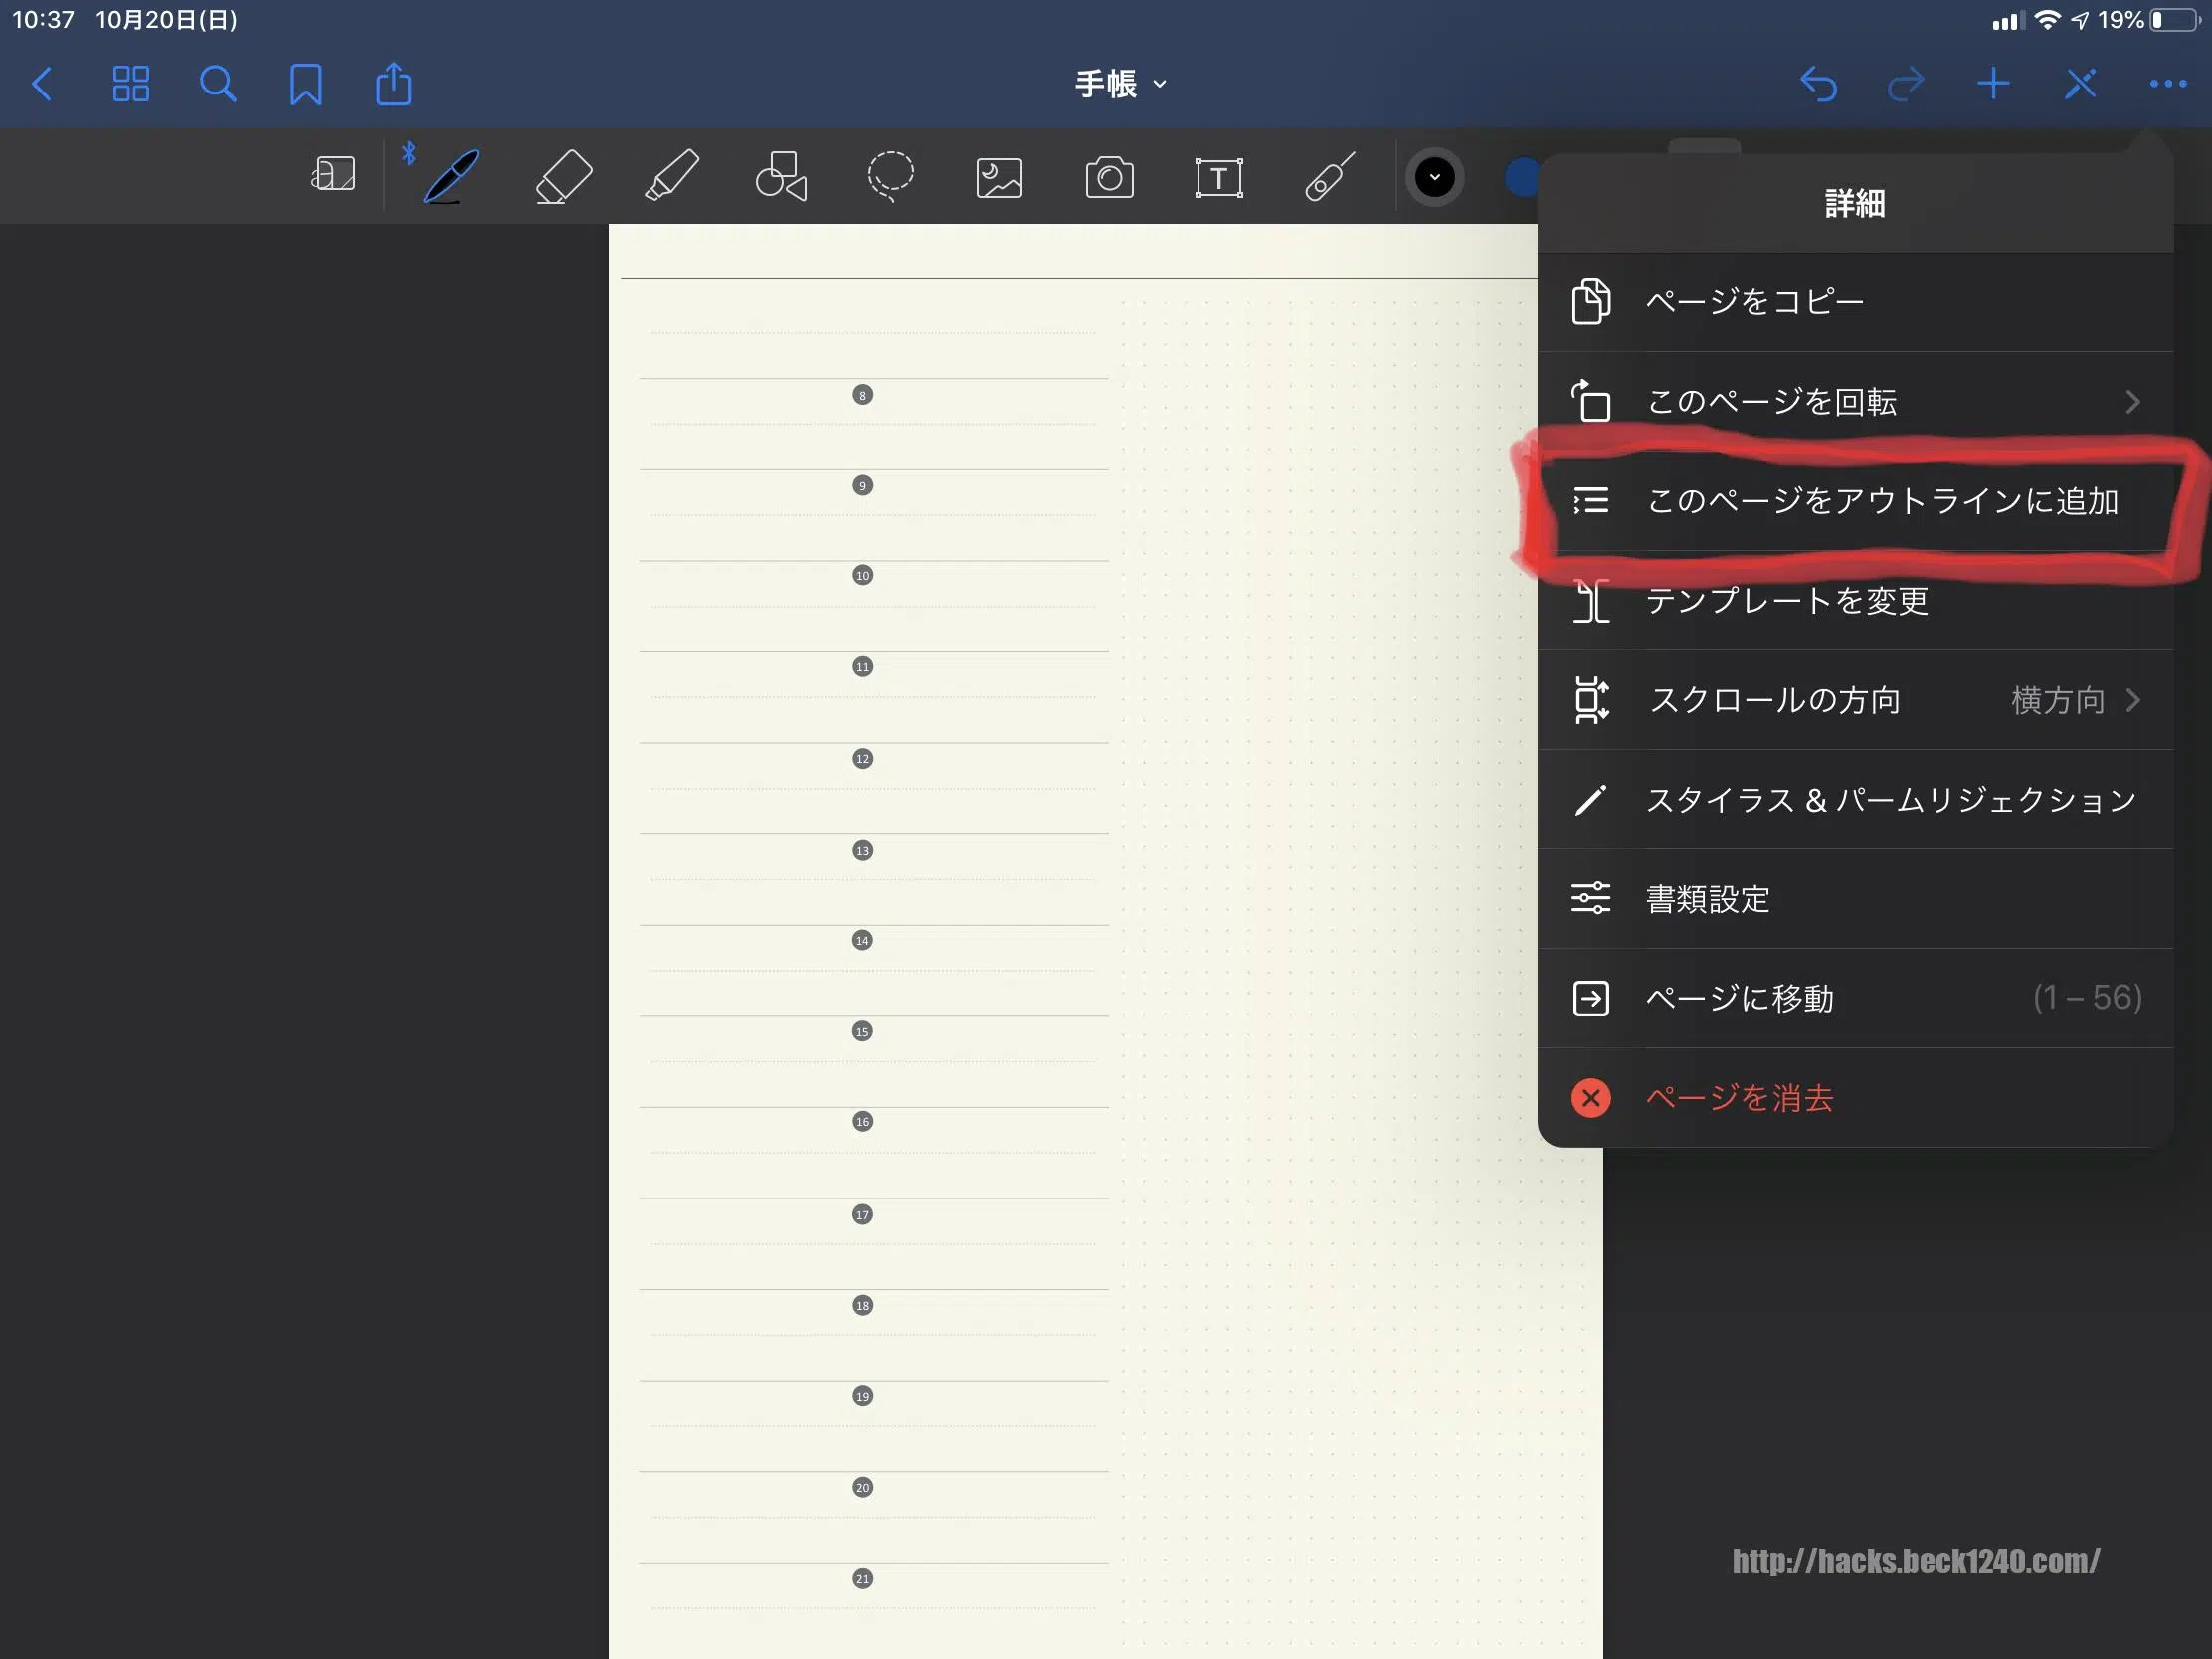 10:37 10月20日(日)
19%
手帳
a
T
詳細
ページをコピー
このページを回転
このページをアウトラインに追加
テンプレートを変更
スクロールの方向 横方向
スタイラス & パームリジェクション
書類設定
ページに移動 (1 – 56)
ページを消去
8
9
10
11
12
13
14
15
16
17
18
19
20
21
http://hacks.beck1240.com/